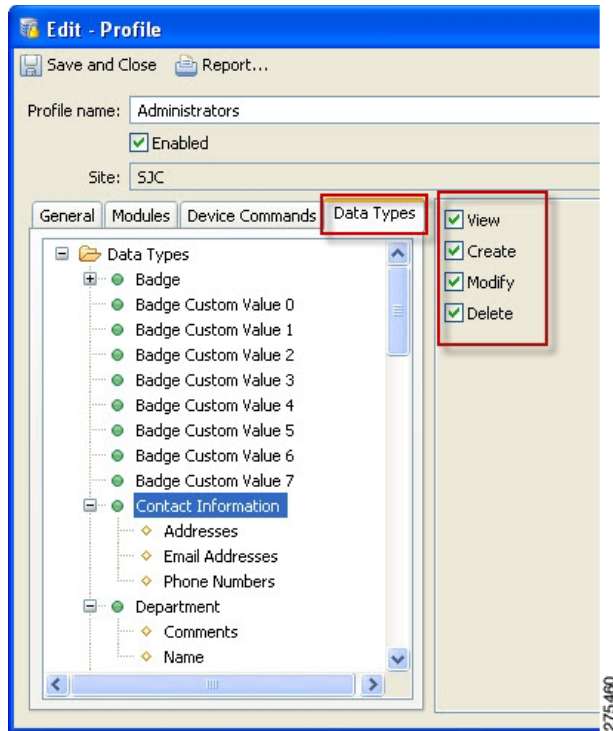 Edit - Profile
Save and Close Report...
Profile name: Administrators
Enabled
Site: SJC
General Modules Device Commands Data Types
View
Create
Modify
Delete
Data Types
Badge
Badge Custom Value 0
Badge Custom Value 1
Badge Custom Value 2
Badge Custom Value 3
Badge Custom Value 4
Badge Custom Value 5
Badge Custom Value 6
Badge Custom Value 7
Contact Information
Addresses
Email Addresses
Phone Numbers
Department
Comments
Name
275460